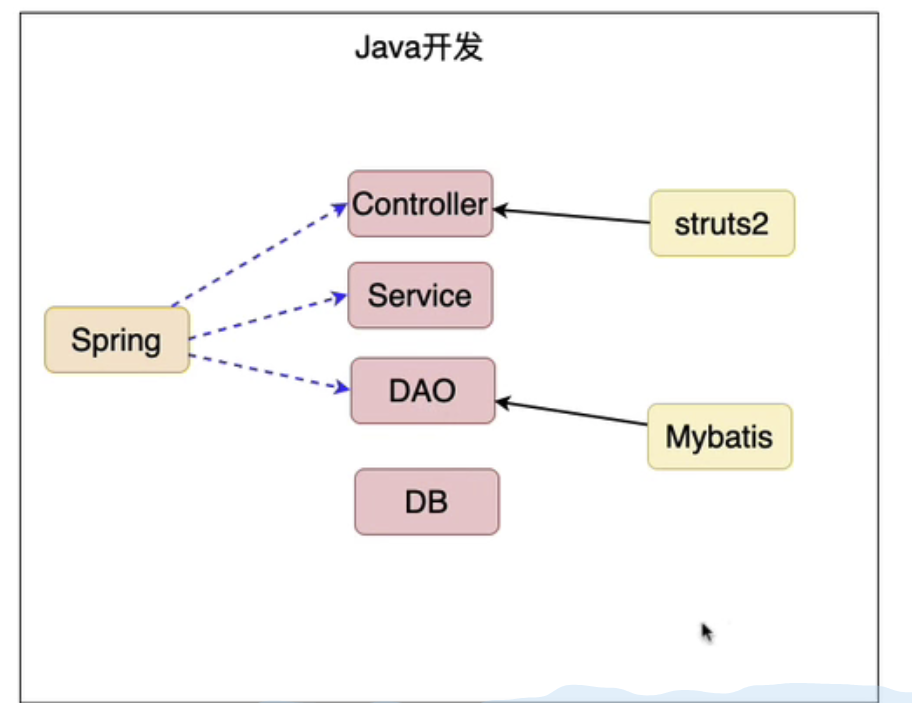 Java开发
Controller
struts2
Service
Spring
DAO
Mybatis
DB